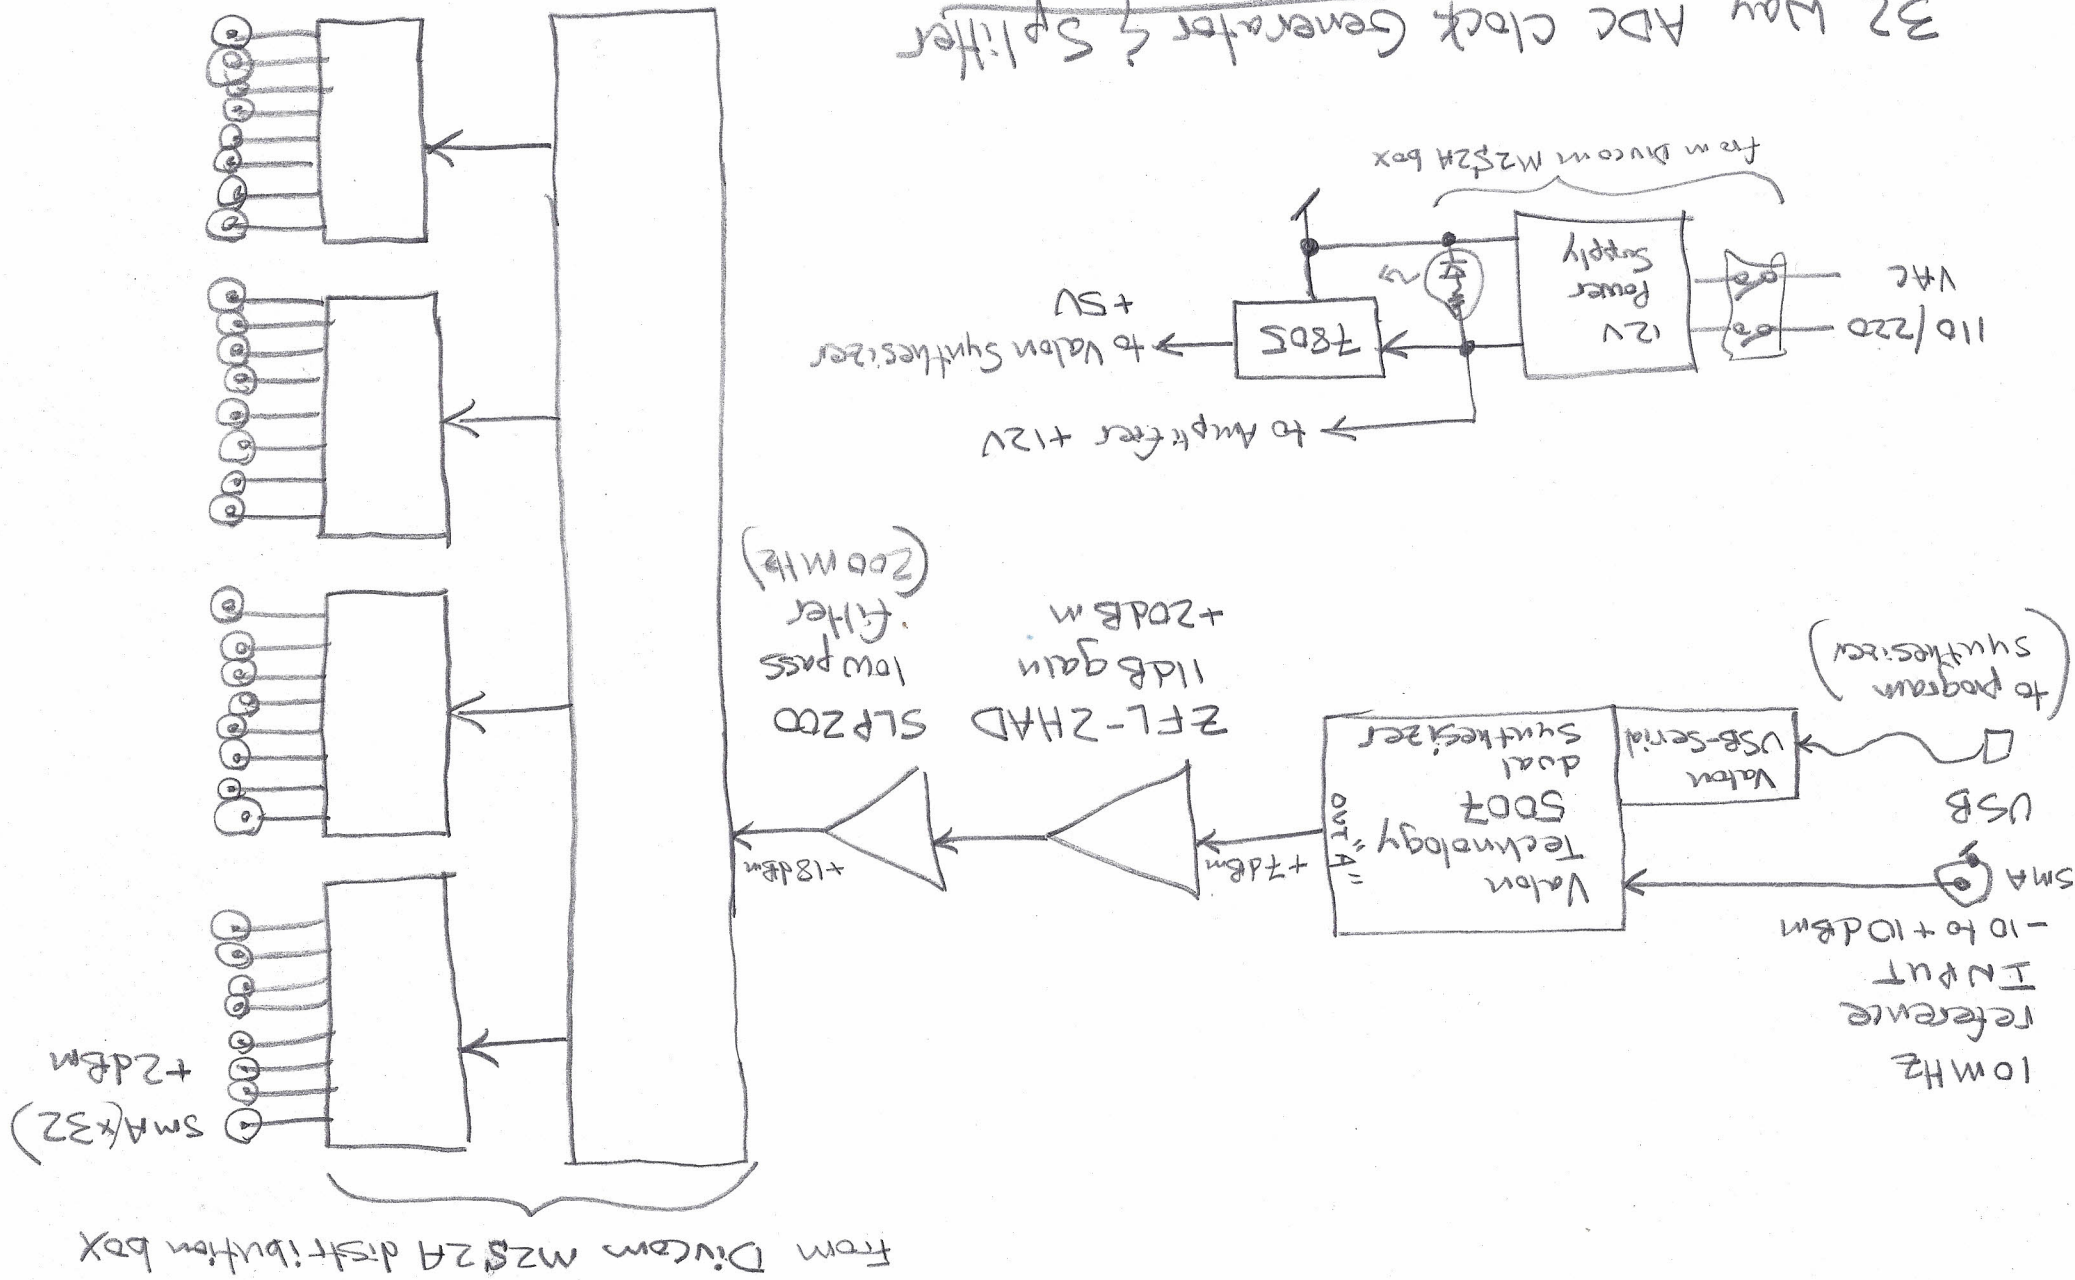 From Divcom M2S2A distribution box
SMA (x32)
+2dBm
10MHz
reference
INPUT
-10 to +10dBm
SMA
USB
(to program
synthesizer)
Valon
USB-Serial
Valon
Technology
5007
dual
synthesizer
OUT "A"
+7dBm
ZFL-2HAD
11dB gain
+20dBm
+18dBm
SLP200
low pass
filter
(200MHz)
to Amplifier +12V
110/220
VAC
12V
Power
Supply
7805
to Valon Synthesizer
+5V
from Divcom M2S2A box
32 Way ADC Clock Generator & Splitter